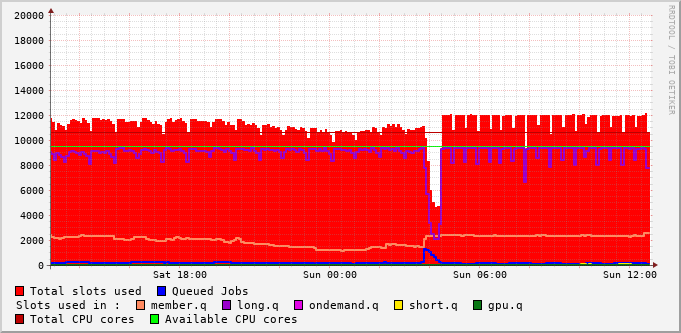 RRDTOOL / TOBI OETIKER
20000
18000
16000
14000
12000
10000
8000
6000
4000
2000
0
Sat 18:00 Sun 00:00 Sun 06:00 Sun 12:00
Total slots used Queued Jobs
Slots used in : member.q long.q ondemand.q short.q gpu.q
Total CPU cores Available CPU cores